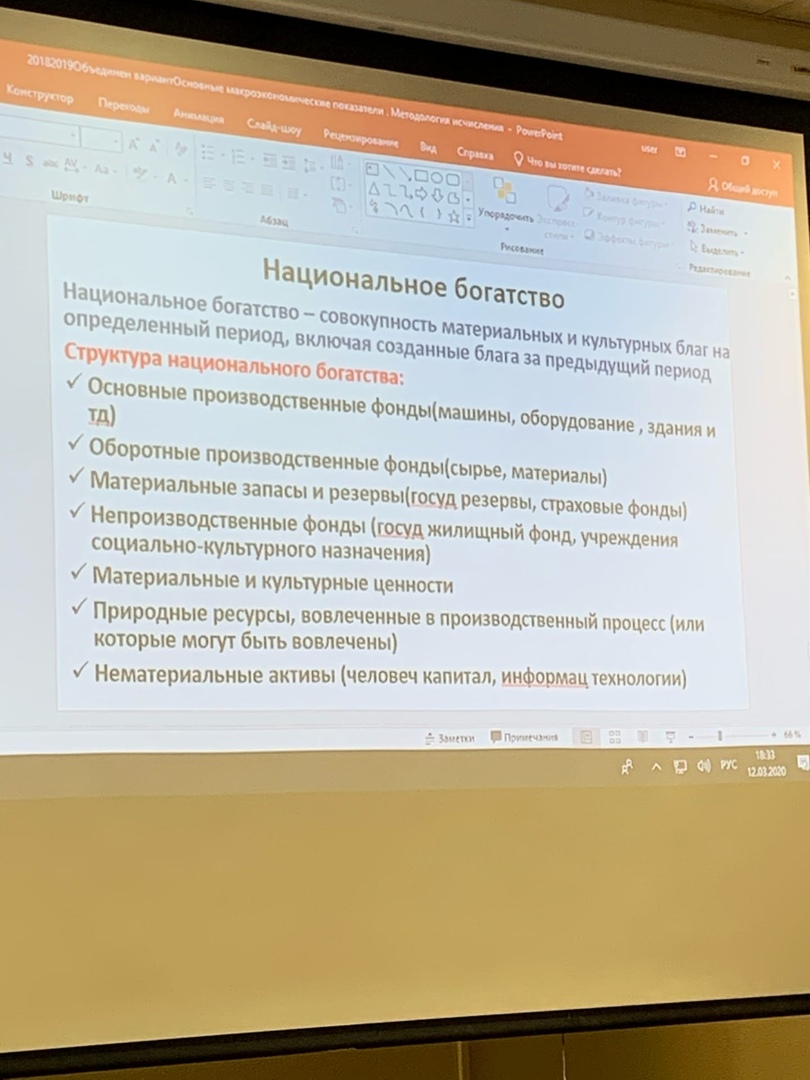 20182019Объединен вариантОсновные макроэкономические показатели . Методология исчисления - PowerPoint
user
Конструктор Переходы Анимация Слайд-шоу Рецензирование Вид Справка Что вы хотите сделать? Общий доступ
Ч S abc AV Aa A
Упорядочить Экспресс-стили
Заливка фигуры
Контур фигуры
Эффекты фигуры
Найти
Заменить
Выделить
Шрифт Абзац Рисование Редактирование
Национальное богатство
Национальное богатство – совокупность материальных и культурных благ на
определенный период, включая созданные блага за предыдущий период
Структура национального богатства:
✓ Основные производственные фонды(машины, оборудование , здания и
тд)
✓ Оборотные производственные фонды(сырье, материалы)
✓ Материальные запасы и резервы(госуд резервы, страховые фонды)
✓ Непроизводственные фонды (госуд жилищный фонд, учреждения
социально-культурного назначения)
✓ Материальные и культурные ценности
✓ Природные ресурсы, вовлеченные в производственный процесс (или
которые могут быть вовлечены)
✓ Нематериальные активы (человеч капитал, информац технологии)
Заметки Примечания 66 %
РУС
18:33
12.03.2020